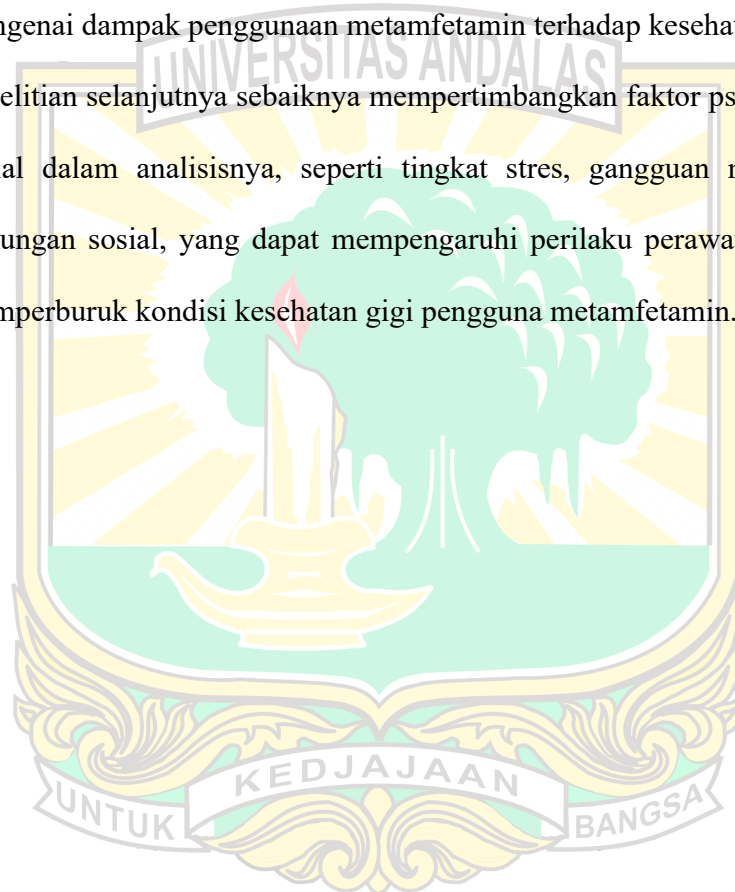 ngenai dampak penggunaan metamfetamin terhadap kesehat
UNIVERSITAS ANDALAS
elitian selanjutnya sebaiknya mempertimbangkan faktor ps
al dalam analisisnya, seperti tingkat stres, gangguan
ungan sosial, yang dapat mempengaruhi perilaku perawa
mperburuk kondisi kesehatan gigi pengguna metamfetamin.
KEDJAJAAN
UNTUK BANGSA